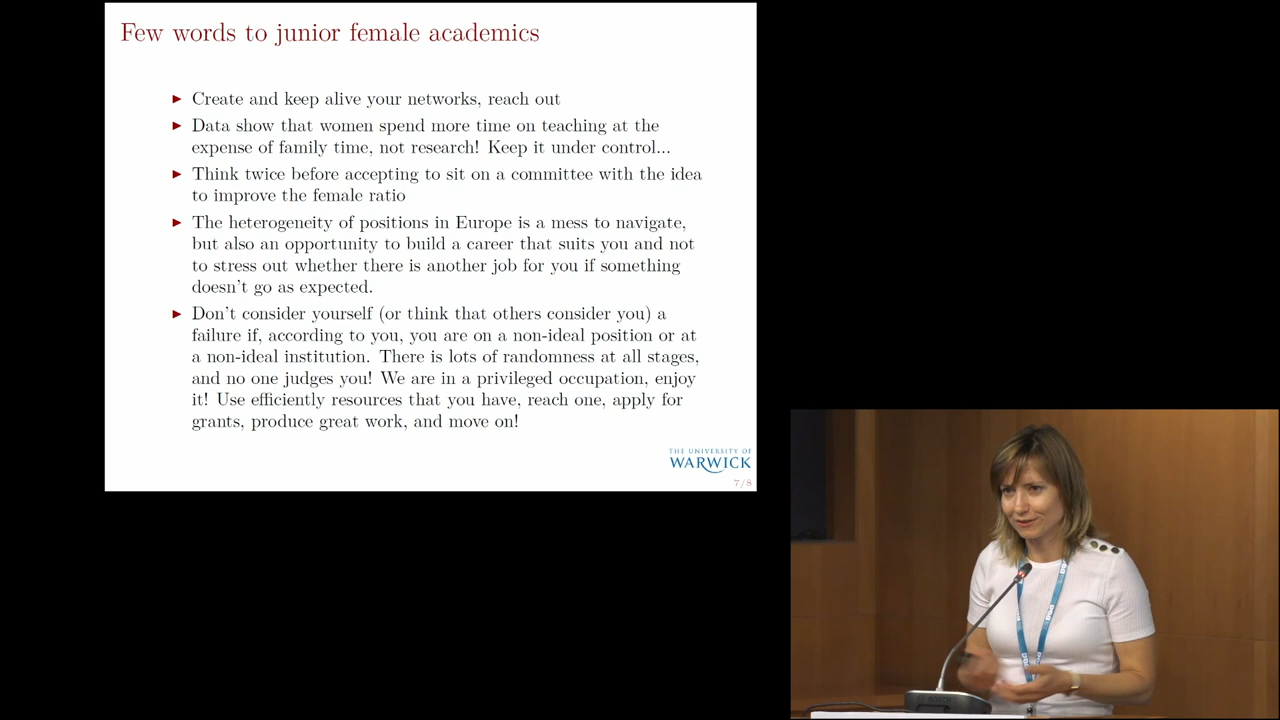 Few words to junior female academics
▶ Create and keep alive your networks, reach out
▶ Data show that women spend more time on teaching at the
expense of family time, not research! Keep it under control...
▶ Think twice before accepting to sit on a committee with the idea
to improve the female ratio
▶ The heterogeneity of positions in Europe is a mess to navigate,
but also an opportunity to build a career that suits you and not
to stress out whether there is another job for you if something
doesn't go as expected.
▶ Don't consider yourself (or think that others consider you) a
failure if, according to you, you are on a non-ideal position or at
a non-ideal institution. There is lots of randomness at all stages,
and no one judges you! We are in a privileged occupation, enjoy
it! Use efficiently resources that you have, reach one, apply for
grants, produce great work, and move on!
THE UNIVERSITY OF
WARWICK
7/8
BOSCH